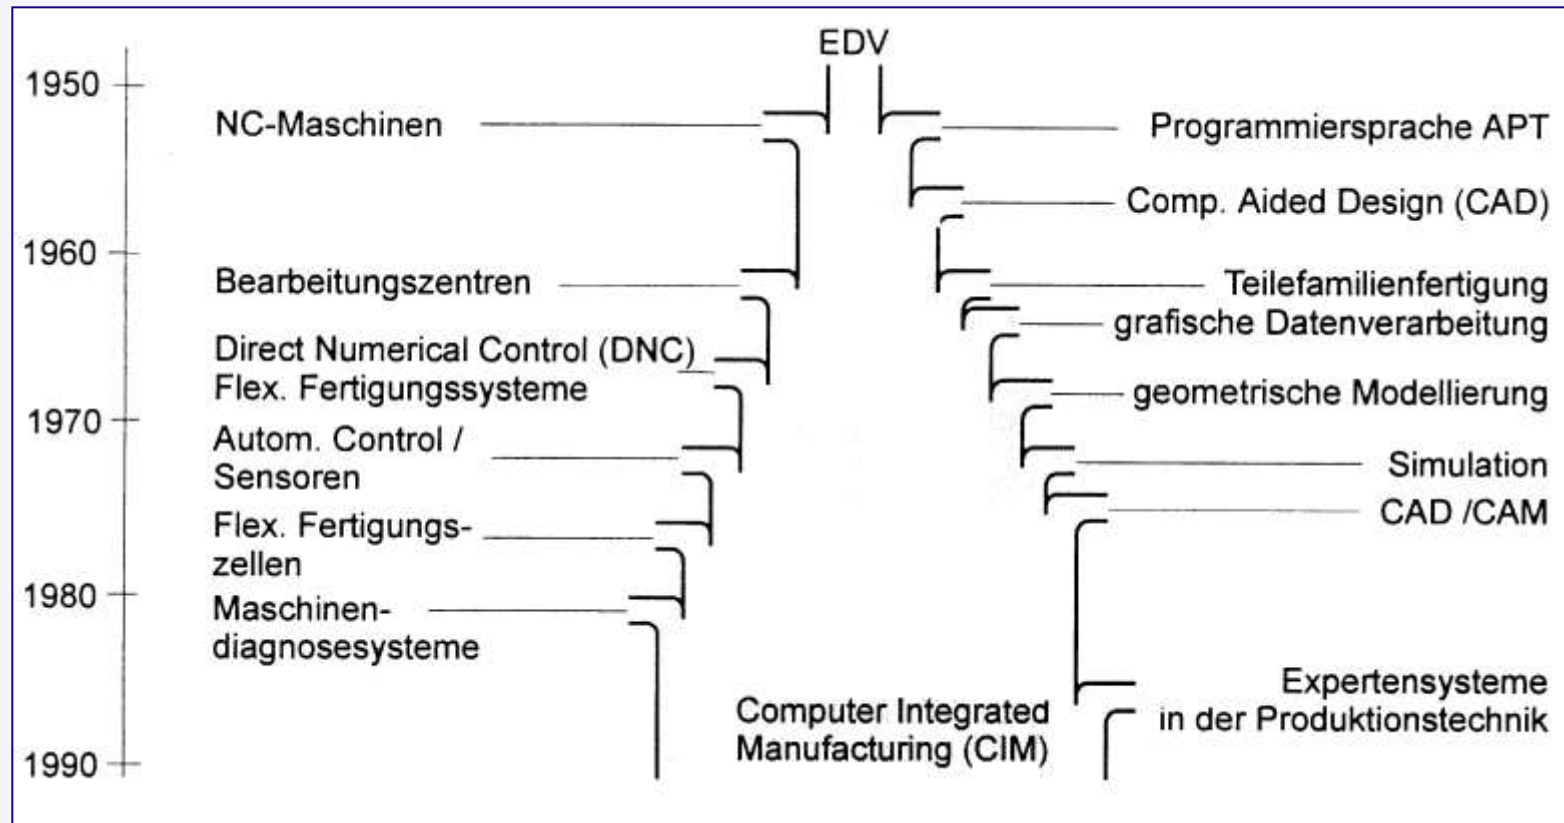 EDV
1950
NC-Maschinen
Programmiersprache APT
Comp. Aided Design (CAD)
1960
Bearbeitungszentren
Teilefamilienfertigung
grafische Datenverarbeitung
Direct Numerical Control (DNC)
Flex. Fertigungssysteme
geometrische Modellierung
1970
Autom. Control /
Sensoren
Simulation
CAD /CAM
Flex. Fertigungs-
zellen
1980
Maschinen-
diagnosesysteme
Expertensysteme
in der Produktionstechnik
Computer Integrated
Manufacturing (CIM)
1990